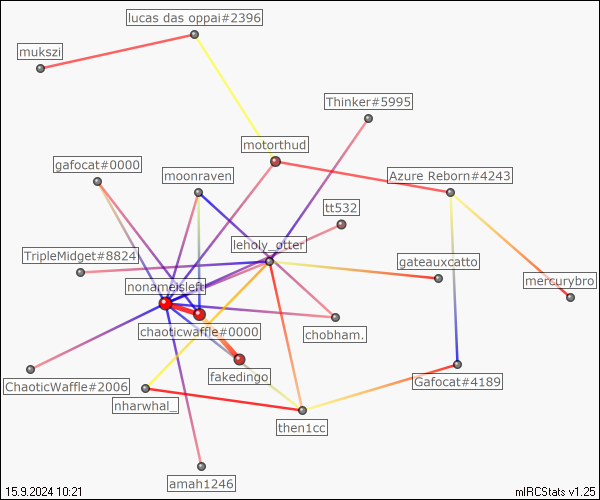 lucas das oppai#2396
mukszi
Thinker#5995
motorthud
gafocat#0000
moonraven
Azure Reborn#4243
tt532
leholy_otter
TripleMidget#8824
gateauxcatto
nonameisleft
mercurybro
chaoticwaffle#0000
chobham.
fakedingo
ChaoticWaffle#2006
Gafocat#4189
nharwhal_
then1cc
amah1246
15.9.2024 10:21
mIRCStats v1.25